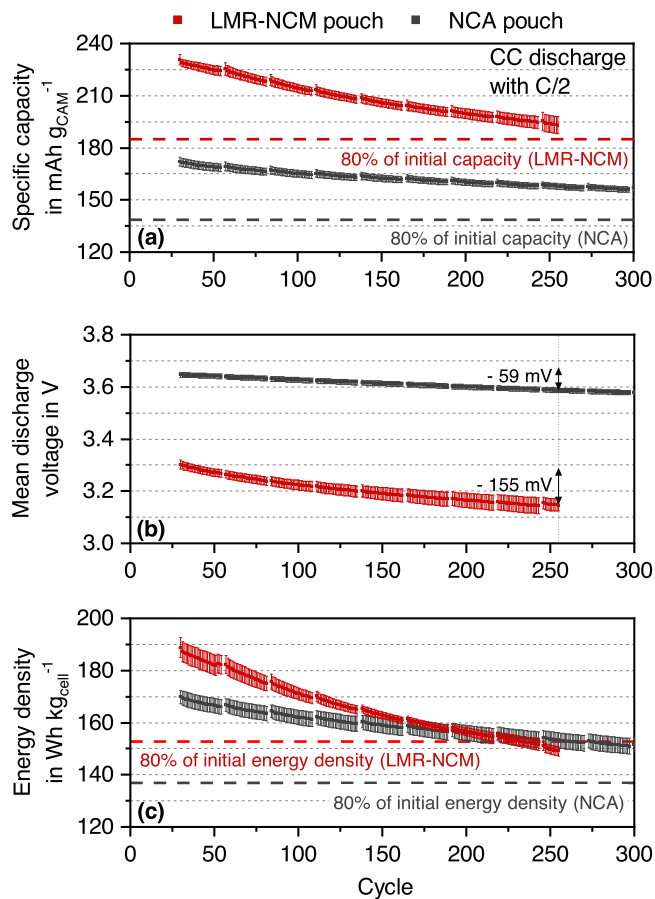 LMR-NCM pouch NCA pouch
240
210
180
150
120
Specific capacity
in mAh g_CAM^-1
CC discharge
with C/2
80% of initial capacity (LMR-NCM)
80% of initial capacity (NCA)
(a)
0 50 100 150 200 250 300
3.8
3.6
3.4
3.2
3.0
Mean discharge
voltage in V
- 59 mV
- 155 mV
(b)
0 50 100 150 200 250 300
200
180
160
140
120
Energy density
in Wh kg_cell^-1
80% of initial energy density (LMR-NCM)
80% of initial energy density (NCA)
(c)
0 50 100 150 200 250 300
Cycle